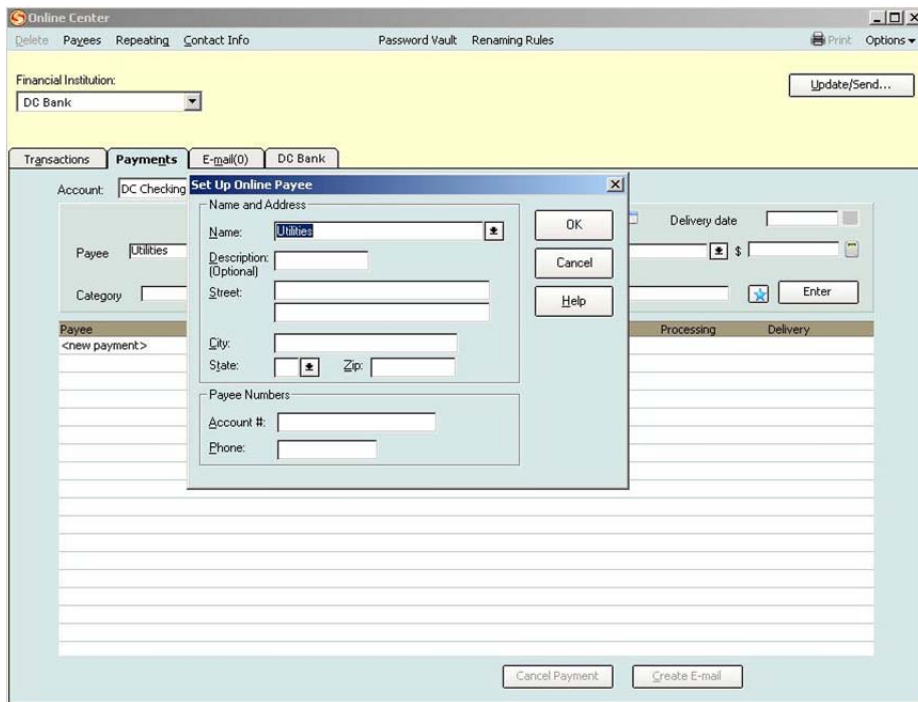 Online Center
Delete Payees Repeating Contact Info Password Vault Renaming Rules Print Options
Financial Institution:
DC Bank
Update/Send...
Transactions Payments E-mail(0) DC Bank
Account: DC Checking
Delivery date
Payee Utilities $
Category Enter
Payee Processing Delivery
<new payment>
Set Up Online Payee
Name and Address
Name: Utilities
OK
Description:
(Optional)
Cancel
Street:
Help
City:
State: Zip:
Payee Numbers
Account #:
Phone:
Cancel Payment Create E-mail